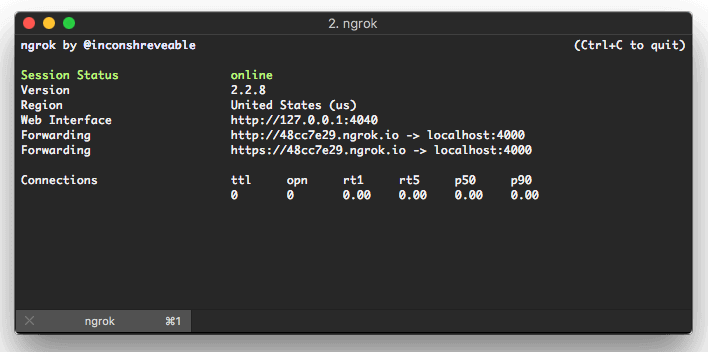 2. ngrok
ngrok by @inconshreveable (Ctrl+C to quit)
Session Status online
Version 2.2.8
Region United States (us)
Web Interface http://127.0.0.1:4040
Forwarding http://48cc7e29.ngrok.io -> localhost:4000
Forwarding https://48cc7e29.ngrok.io -> localhost:4000
Connections ttl opn rt1 rt5 p50 p90
0 0 0.00 0.00 0.00 0.00
ngrok ⌘1